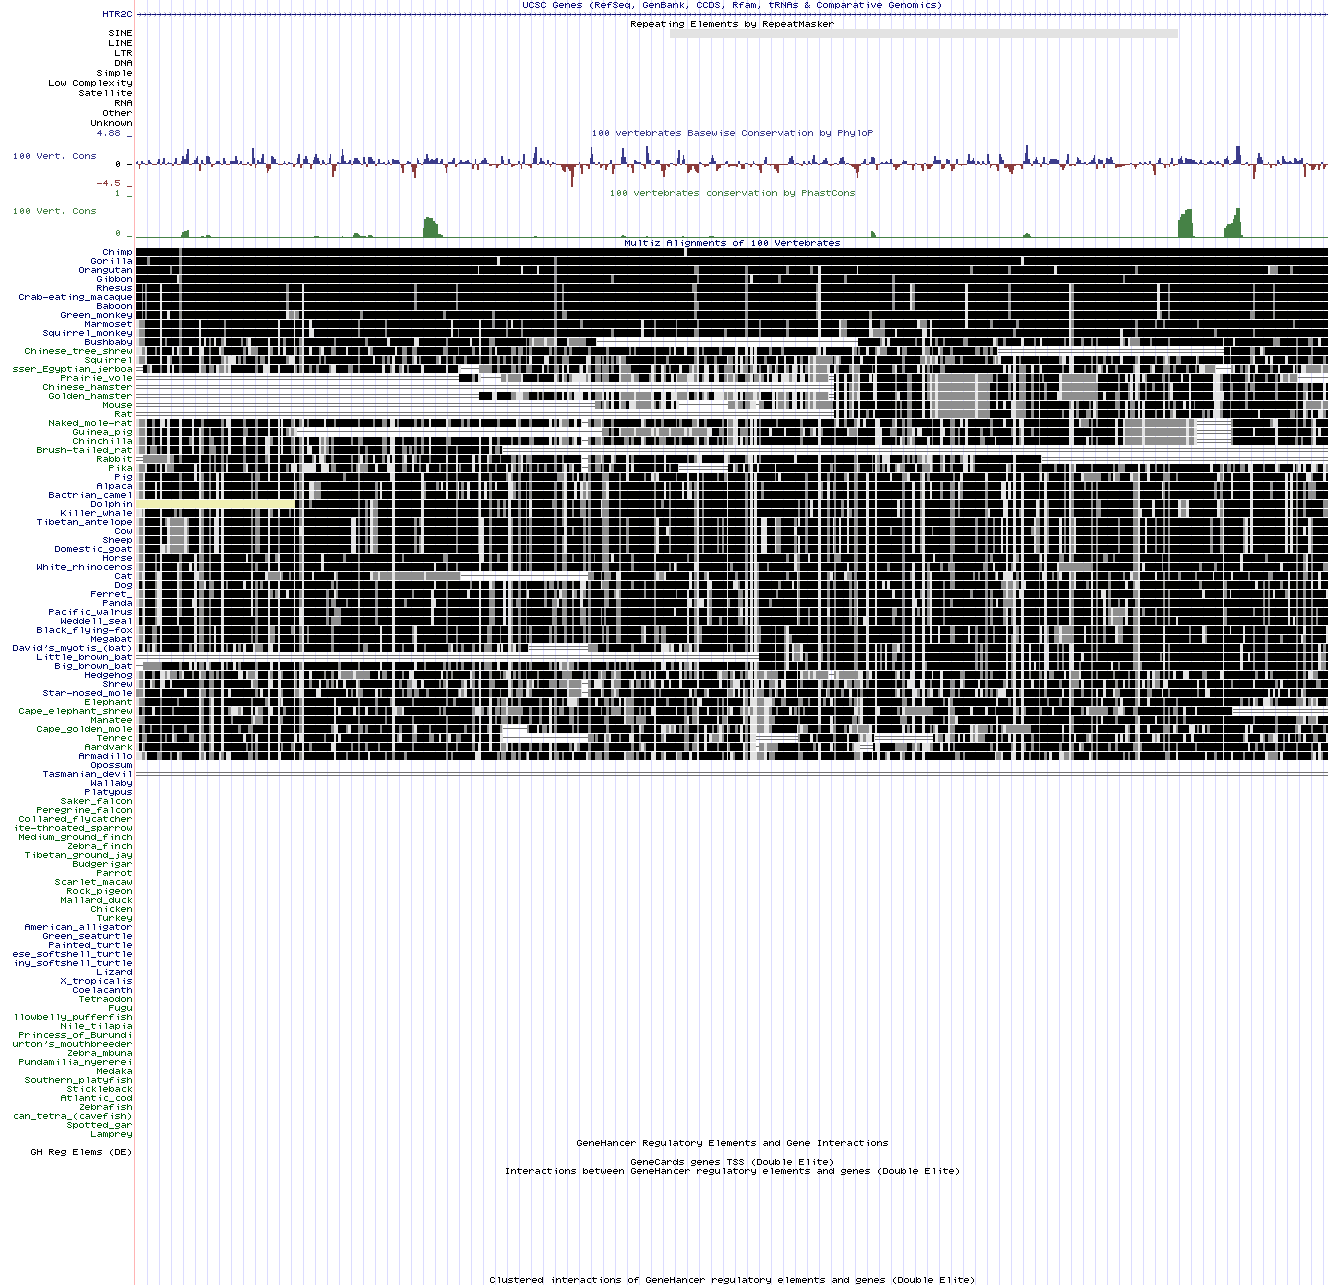 UCSC Genes (RefSeq, GenBank, CCDS, Rfam, tRNAs & Comparative Genomics)
HTR2C
Repeating Elements by RepeatMasker
SINE
LINE
LTR
DNA
Simple
Low Complexity
Satellite
RNA
Other
Unknown
4.88 _
100 vertebrates Basewise Conservation by PhyloP
100 Vert. Cons
0 _
-4.5 _
1 _
100 vertebrates conservation by PhastCons
100 Vert. Cons
0 _
Multiz Alignments of 100 Vertebrates
Chimp
Gorilla
Orangutan
Gibbon
Rhesus
Crab-eating_macaque
Baboon
Green_monkey
Marmoset
Squirrel_monkey
Bushbaby
Chinese_tree_shrew
Squirrel
sser_Egyptian_jerboa
Prairie_vole
Chinese_hamster
Golden_hamster
Mouse
Rat
Naked_mole-rat
Guinea_pig
Chinchilla
Brush-tailed_rat
Rabbit
Pika
Pig
Alpaca
Bactrian_camel
Dolphin
Killer_whale
Tibetan_antelope
Cow
Sheep
Domestic_goat
Horse
White_rhinoceros
Cat
Dog
Ferret_
Panda
Pacific_walrus
Weddell_seal
Black_flying-fox
Megabat
David's_myotis_(bat)
Little_brown_bat
Big_brown_bat
Hedgehog
Shrew
Star-nosed_mole
Elephant
Cape_elephant_shrew
Manatee
Cape_golden_mole
Tenrec
Aardvark
Armadillo
Opossum
Tasmanian_devil
Wallaby
Platypus
Saker_falcon
Peregrine_falcon
Collared_flycatcher
ite-throated_sparrow
Medium_ground_finch
Zebra_finch
Tibetan_ground_jay
Budgerigar
Parrot
Scarlet_macaw
Rock_pigeon
Mallard_duck
Chicken
Turkey
American_alligator
Green_seaturtle
Painted_turtle
ese_softshell_turtle
iny_softshell_turtle
Lizard
X_tropicalis
Coelacanth
Tetraodon
Fugu
llowbelly_pufferfish
Nile_tilapia
Princess_of_Burundi
urton's_mouthbreeder
Zebra_mbuna
Pundamilia_nyererei
Medaka
Southern_platyfish
Stickleback
Atlantic_cod
Zebrafish
can_tetra_(cavefish)
Spotted_gar
Lamprey
GeneHancer Regulatory Elements and Gene Interactions
GH Reg Elems (DE)
GeneCards genes TSS (Double Elite)
Interactions between GeneHancer regulatory elements and genes (Double Elite)
Clustered interactions of GeneHancer regulatory elements and genes (Double Elite)